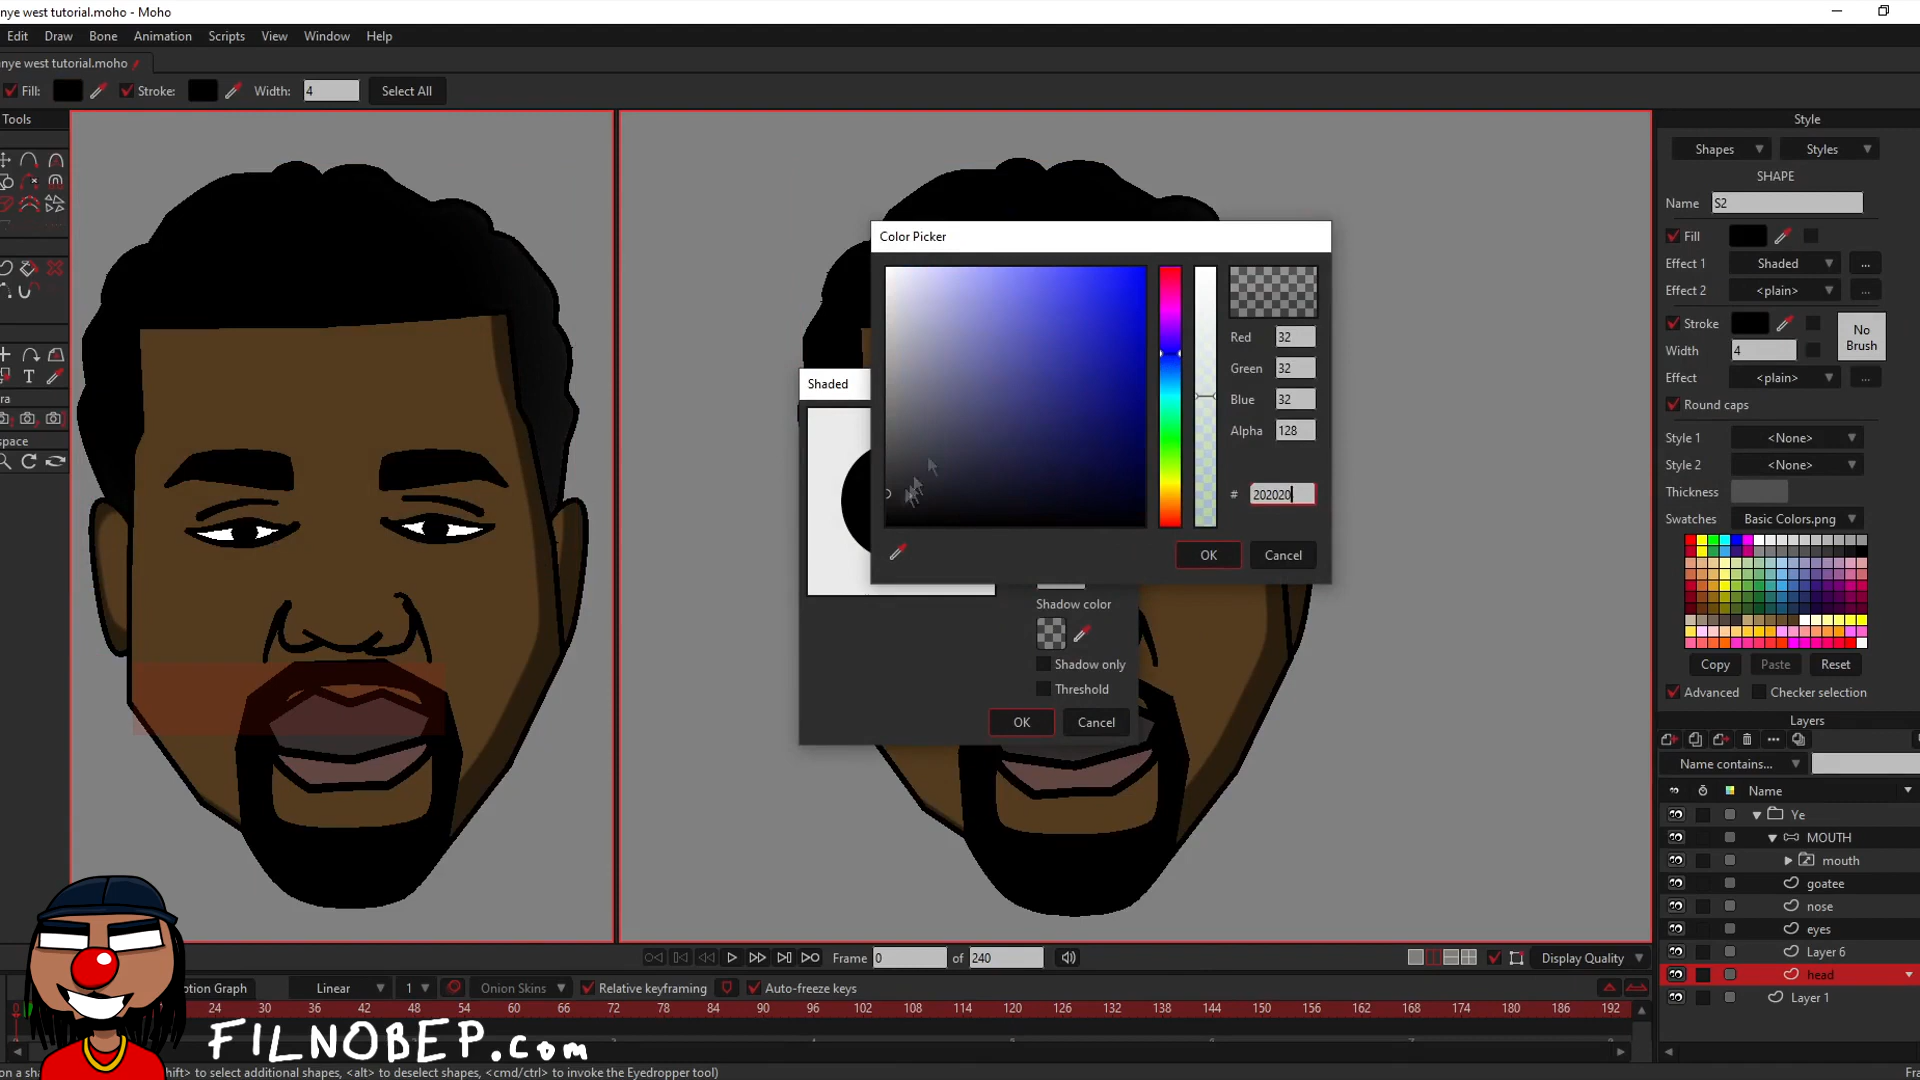 nye west tutorial.moho - Moho
Edit Draw Bone Animation Scripts View Window Help
nye west tutorial.moho
Fill: Stroke: Width: 4 Select All
Tools
T
ra
space
Color Picker
Red 32
Green 32
Blue 32
Alpha 128
# 202020
OK Cancel
Shaded
Shadow color
Shadow only
Threshold
OK Cancel
Style
Shapes Styles
SHAPE
Name S2
Fill
Effect 1 Shaded ...
Effect 2 <plain> ...
Stroke
No Brush
Width 4
Effect <plain> ...
Round caps
Style 1 <None>
Style 2 <None>
Thickness
Swatches Basic Colors.png
Copy Paste Reset
Advanced Checker selection
Layers
Name contains...
Name
Ye
MOUTH
mouth
goatee
nose
eyes
Layer 6
head
Layer 1
Frame 0 of 240 Display Quality
otion Graph Linear 1 Onion Skins Relative keyframing Auto-freeze keys
24 30 36 42 48 54 60 66 72 78 84 90 96 102 108 114 120 126 132 138 144 150 156 162 168 174 180 186 192
FILNOBEP.com
on a sha hift> to select additional shapes, <alt> to deselect shapes, <cmd/ctrl> to invoke the Eyedropper tool)
Fra